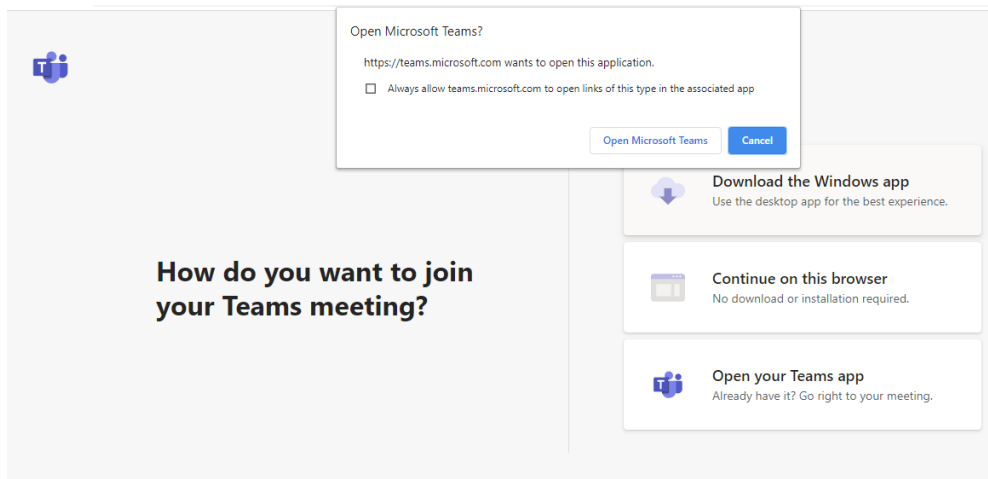 Open Microsoft Teams?
https://teams.microsoft.com wants to open this application.
Always allow teams.microsoft.com to open links of this type in the associated app
Open Microsoft Teams
Cancel
T
How do you want to join
your Teams meeting?
Download the Windows app
Use the desktop app for the best experience.
Continue on this browser
No download or installation required.
T
Open your Teams app
Already have it? Go right to your meeting.